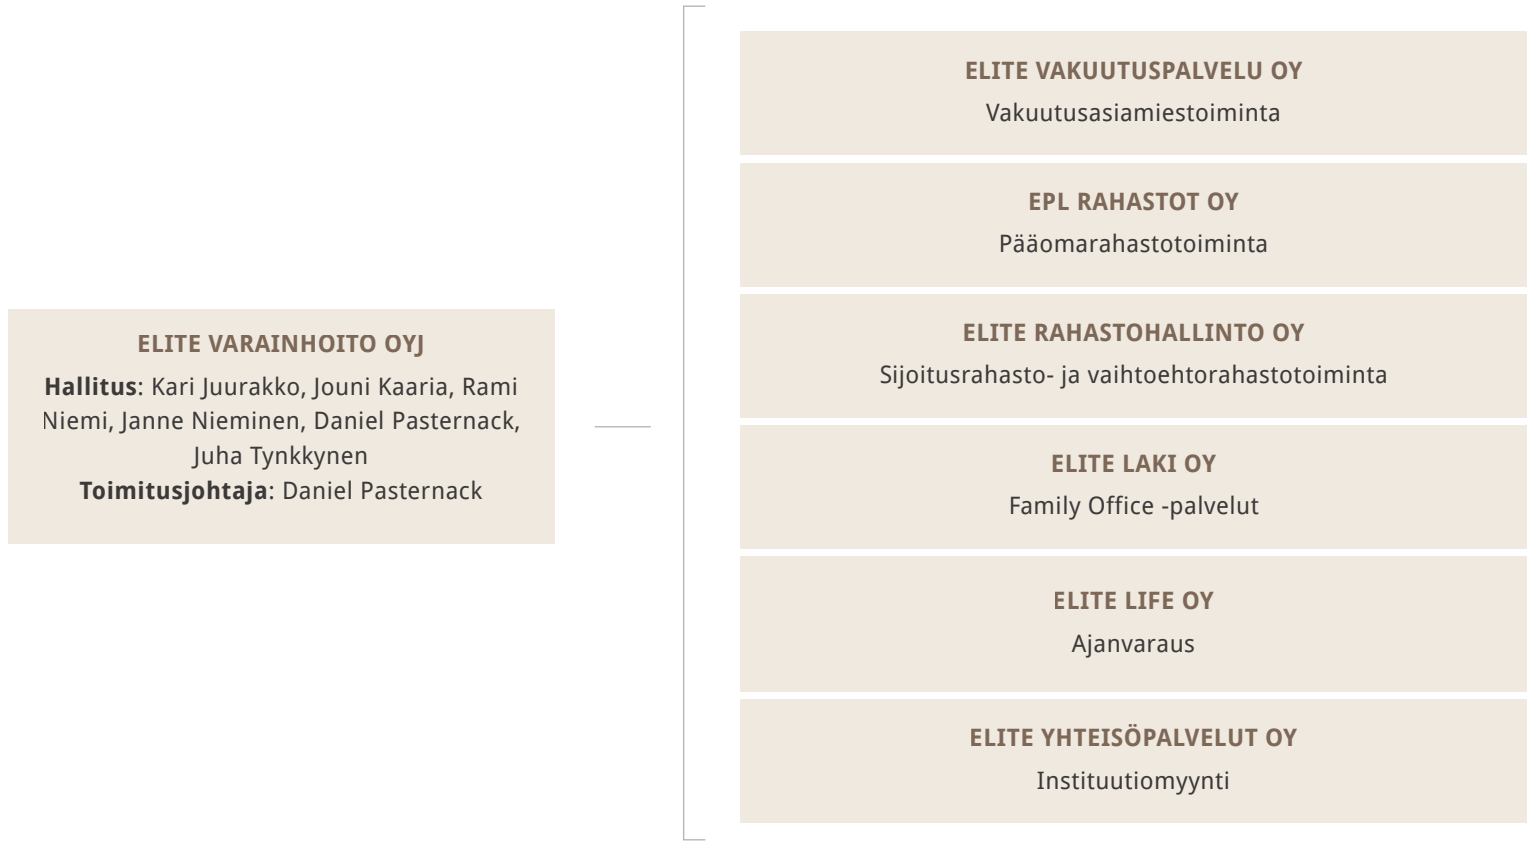 ELITE VARAINHOITO OYJ
Hallitus: Kari Juurakko, Jouni Kaaria, Rami
Niemi, Janne Nieminen, Daniel Pasternack,
Juha Tynkkynen
Toimitusjohtaja: Daniel Pasternack
ELITE VAKUUTUSPALVELU OY
Vakuutusasiamiestoiminta
EPL RAHASTOT OY
Pääomarahastotoiminta
ELITE RAHASTOHALLINTO OY
Sijoitusrahasto- ja vaihtoehtorahastotoiminta
ELITE LAKI OY
Family Office -palvelut
ELITE LIFE OY
Ajanvaraus
ELITE YHTEISÖPALVELUT OY
Instituutiomyynti